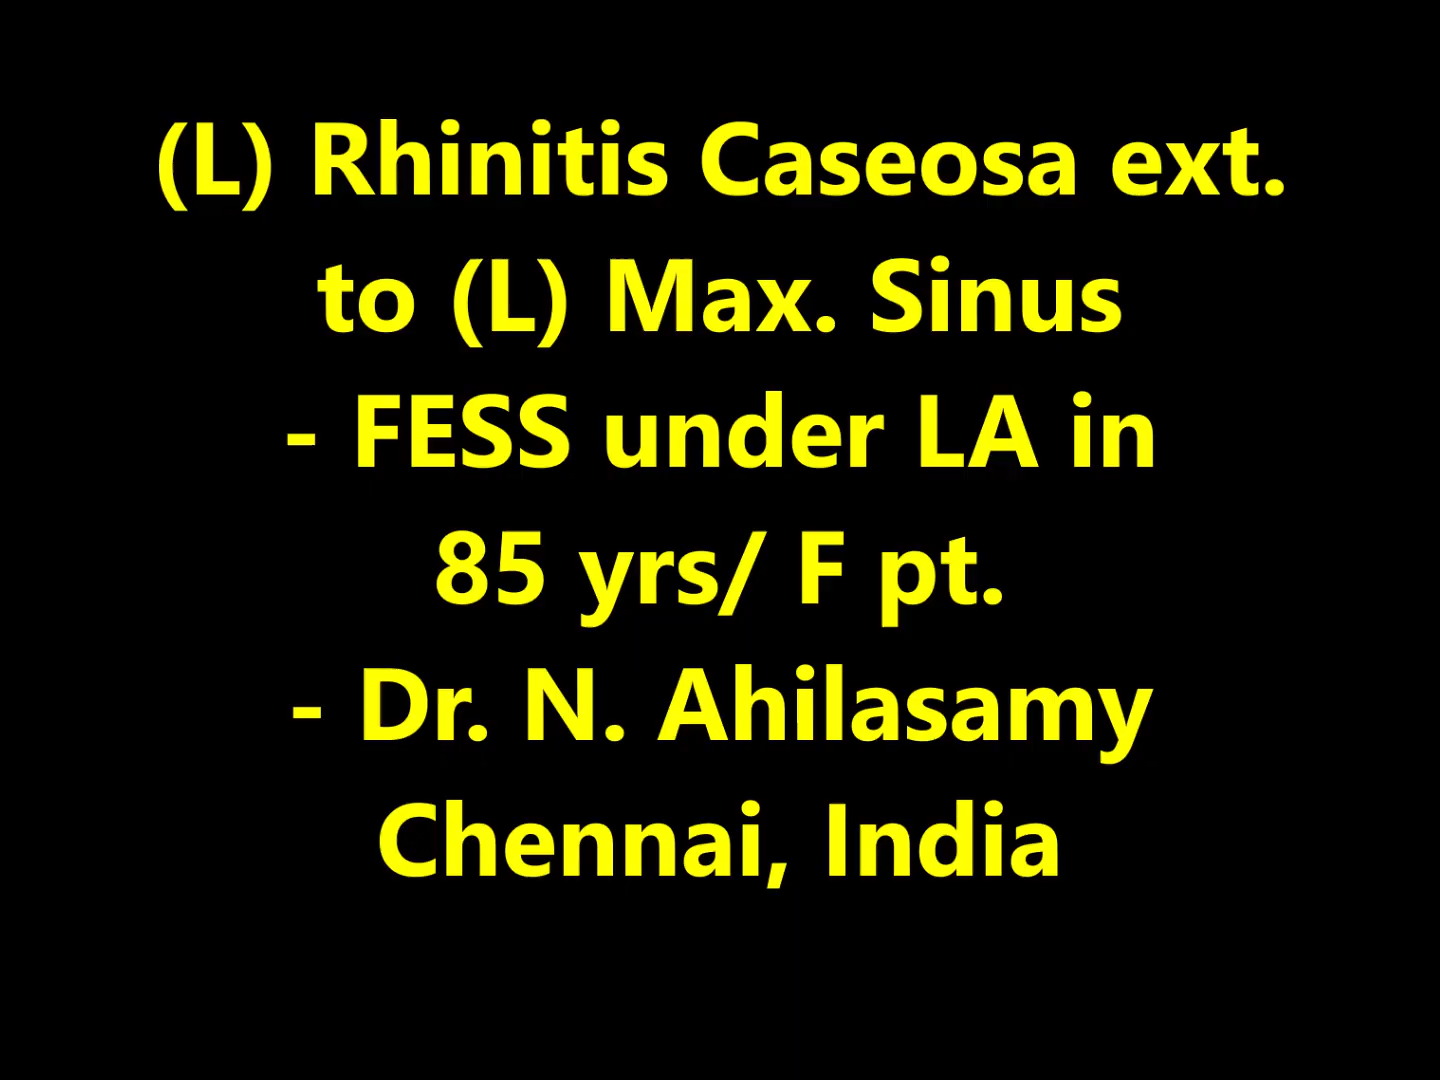 (L) Rhinitis Caseosa ext.
to (L) Max. Sinus
- FESS under LA in
85 yrs/ F pt.
- Dr. N. Ahilasamy
Chennai, India